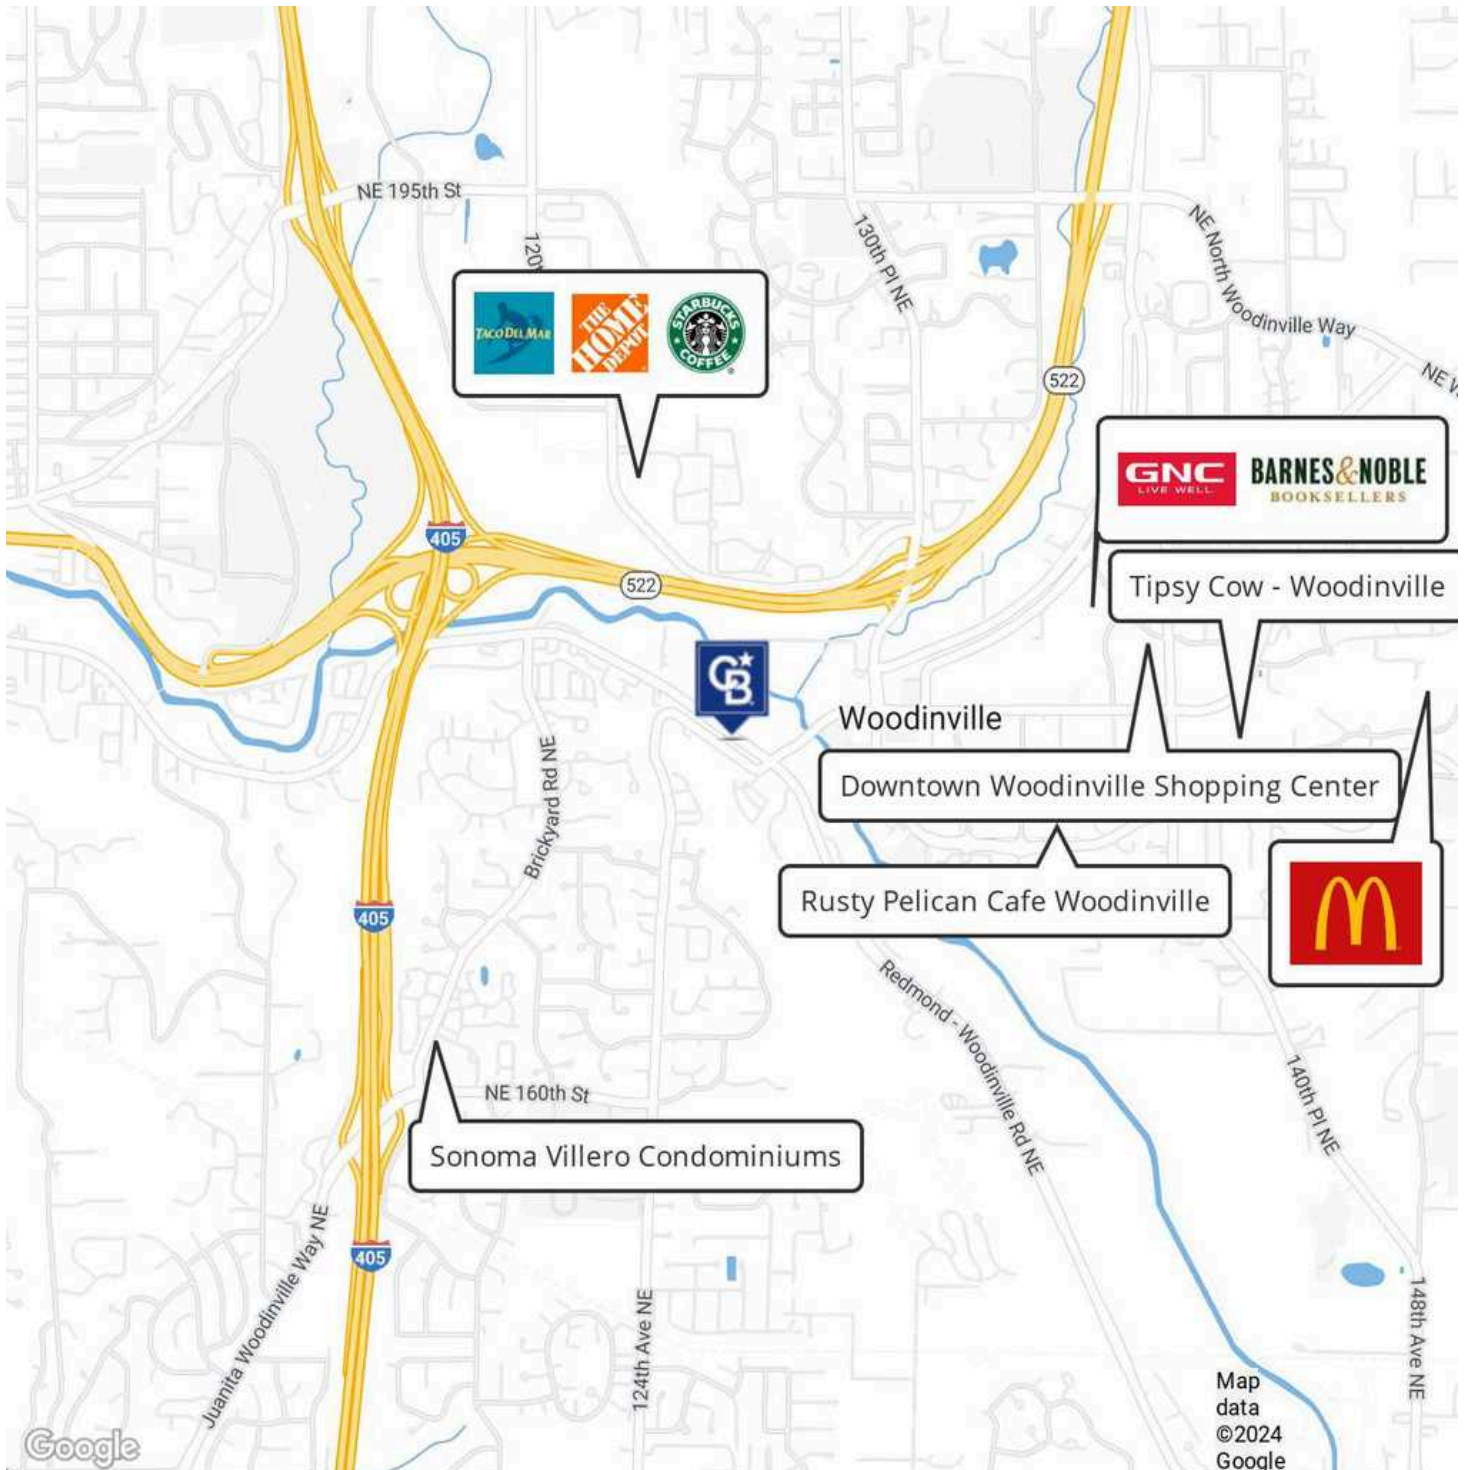 NE 195th St
120
130th Pl NE
NE North Woodinville Way
TACO DEL MAR
THE
HOME
DEPOT
STARBUCKS
COFFEE
522
NE
GNC
LIVE WELL
BARNES&NOBLE
BOOKSELLERS
405
522
Tipsy Cow - Woodinville
CB
Woodinville
Downtown Woodinville Shopping Center
Brickyard Rd NE
Rusty Pelican Cafe Woodinville
M
405
Redmond - Woodinville Rd NE
NE 160th St
140th Pl NE
Sonoma Villero Condominiums
405
Juanita Woodinville Way NE
124th Ave NE
148th Ave NE
Map
data
©2024
Google
Google